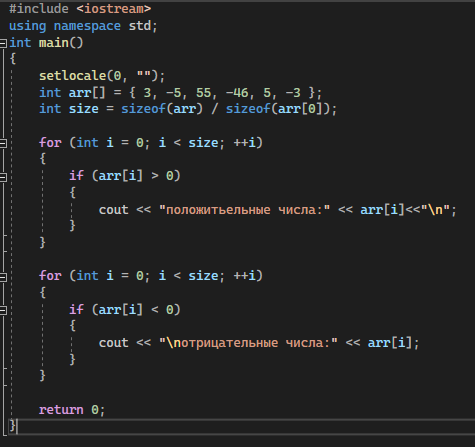 #include <iostream>
using namespace std;
int main()
{
setlocale(0, "");
int arr[] = { 3, -5, 55, -46, 5, -3 };
int size = sizeof(arr) / sizeof(arr[0]);
for (int i = 0; i < size; ++i)
{
if (arr[i] > 0)
{
cout << "положитьельные числа:" << arr[i]<<"\n";
}
}
for (int i = 0; i < size; ++i)
{
if (arr[i] < 0)
{
cout << "\nотрицательные числа:" << arr[i];
}
}
return 0;
}